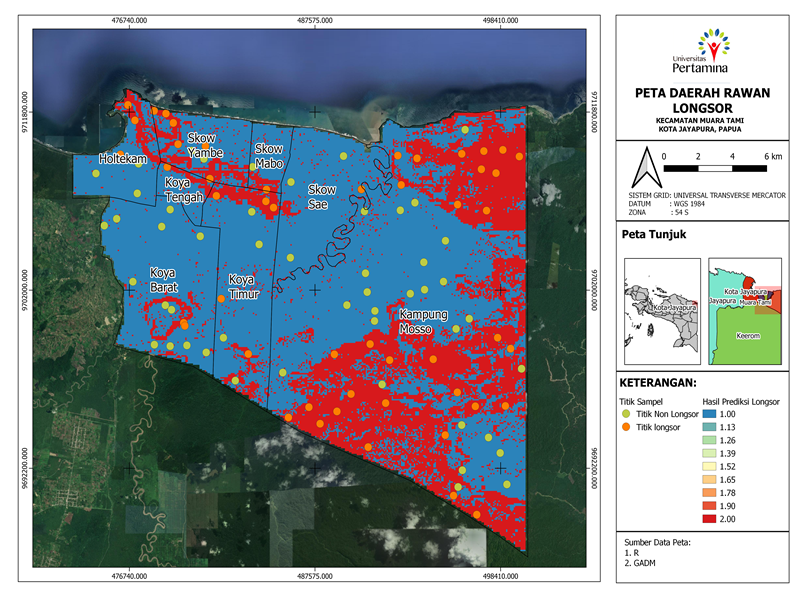 476740.000
487575.000
498410.000
9711800.000
9702000.000
9692200.000
Holtekam
Skow
Yambe
Skow
Mabo
Koya
Tengah
Skow
Sae
Koya
Barat
Koya
Timur
Kampung
Mosso
9711800.000
9702000.000
9692200.000
476740.000
487575.000
498410.000
Universitas
Pertamina
PETA DAERAH RAWAN
LONGSOR
KECAMATAN MUARA TAMI
KOTA JAYAPURA, PAPUA
0 2 4 6 km
SISTEM GRID: UNIVERSAL TRANSVERSE MERCATOR
DATUM : WGS 1984
ZONA : 54 S
Peta Tunjuk
Kota Jayapura
Kota Jayapura
Jayapura
Muara Tami
Keerom
KETERANGAN:
Titik Sampel
Titik Non Longsor
Titik longsor
Hasil Prediksi Longsor
1.00
1.13
1.26
1.39
1.52
1.65
1.78
1.90
2.00
Sumber Data Peta:
1. R
2. GADM